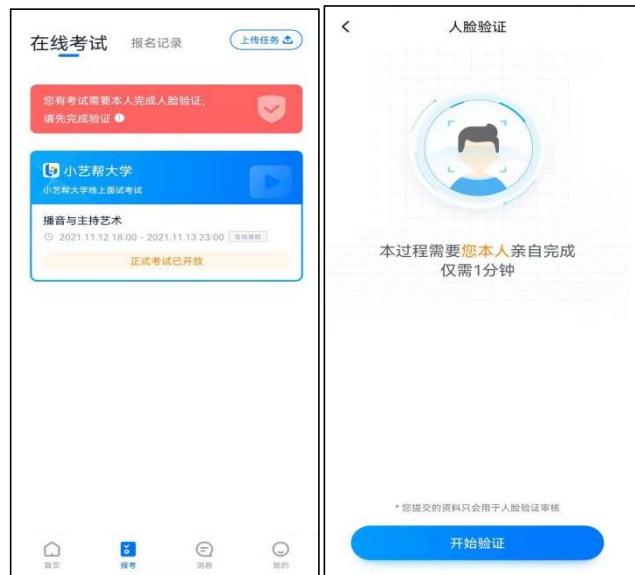 在线考试 报名记录 上传任务
您有考试需要本人完成人脸验证，
请先完成验证
小艺帮大学
小艺帮大学线上面试考试
播音与主持艺术
2021.11.12 18:00 - 2021.11.13 23:00
正式考试已开放
首页 报考 消息 我的
人脸验证
本过程需要您本人亲自完成
仅需1分钟
*您提交的资料只会用于人脸验证审核
开始验证